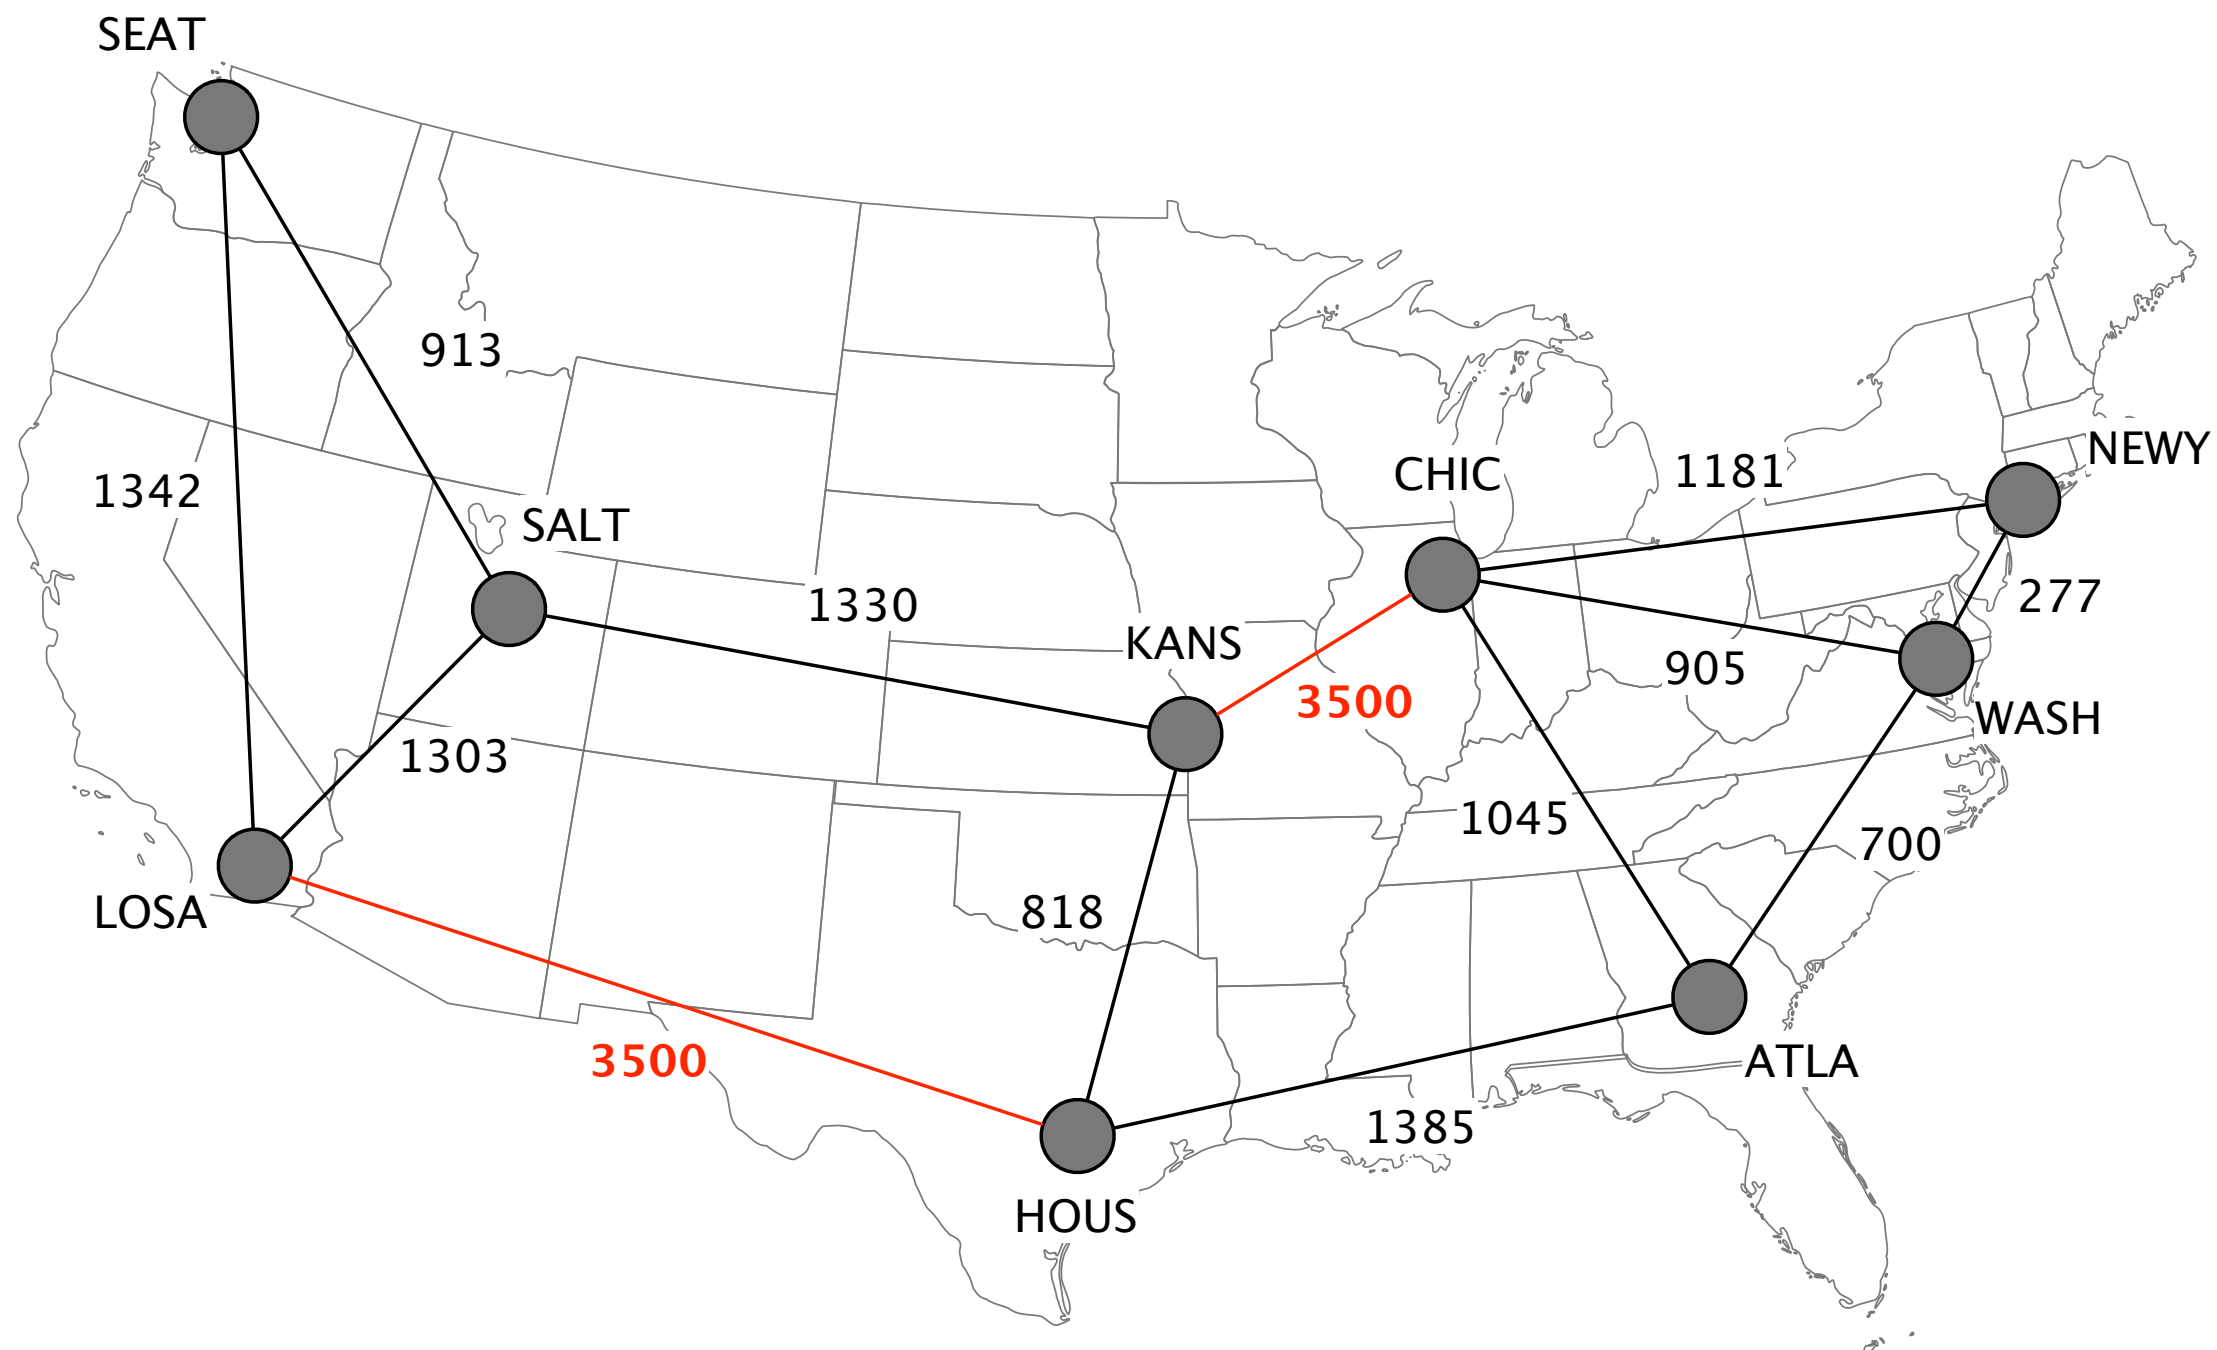 SEAT
913
NEWY
1181
CHIC
1342
SALT
277
1330
KANS
905
3500
WASH
1303
1045
700
LOSA
818
3500
ATLA
1385
HOUS